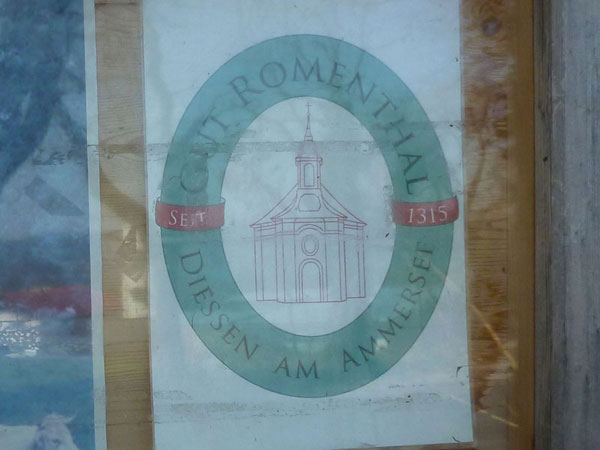 GUT ROMENTHAL
SEIT 1315
DIESSEN AM AMMERSEE